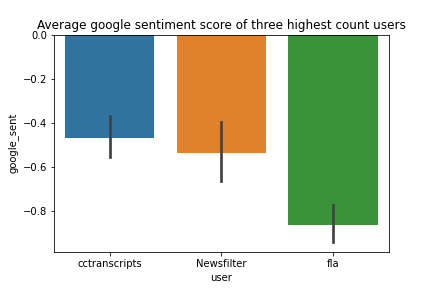 Average google sentiment score of three highest count users
0.0
−0.2
−0.4
−0.6
−0.8
google_sent
cctranscripts
Newsfilter
fla
user